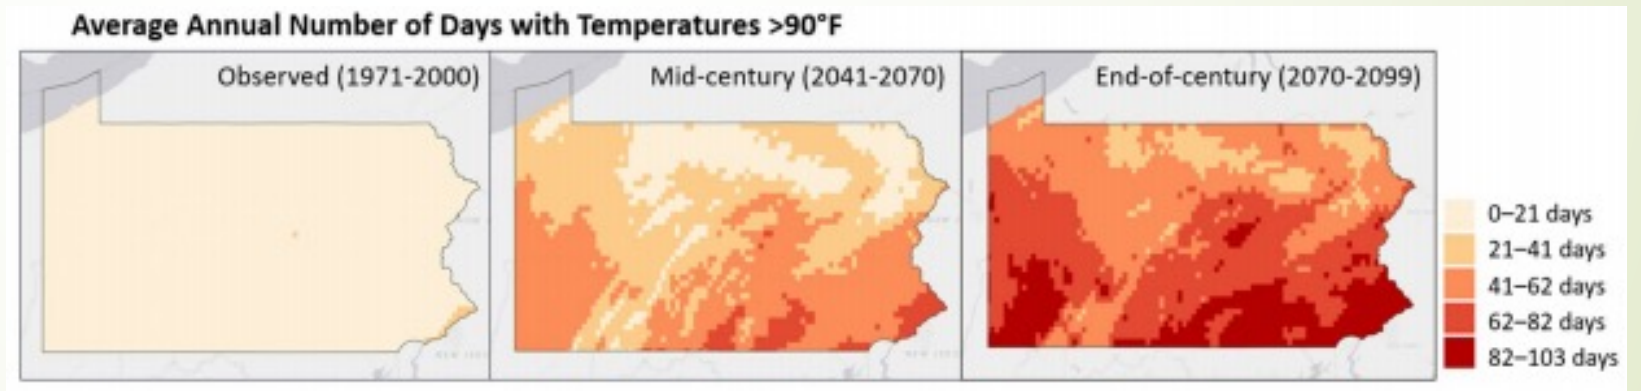 Average Annual Number of Days with Temperatures >90°F
Observed (1971-2000)
Mid-century (2041-2070)
End-of-century (2070-2099)
0–21 days
21–41 days
41–62 days
62–82 days
82–103 days